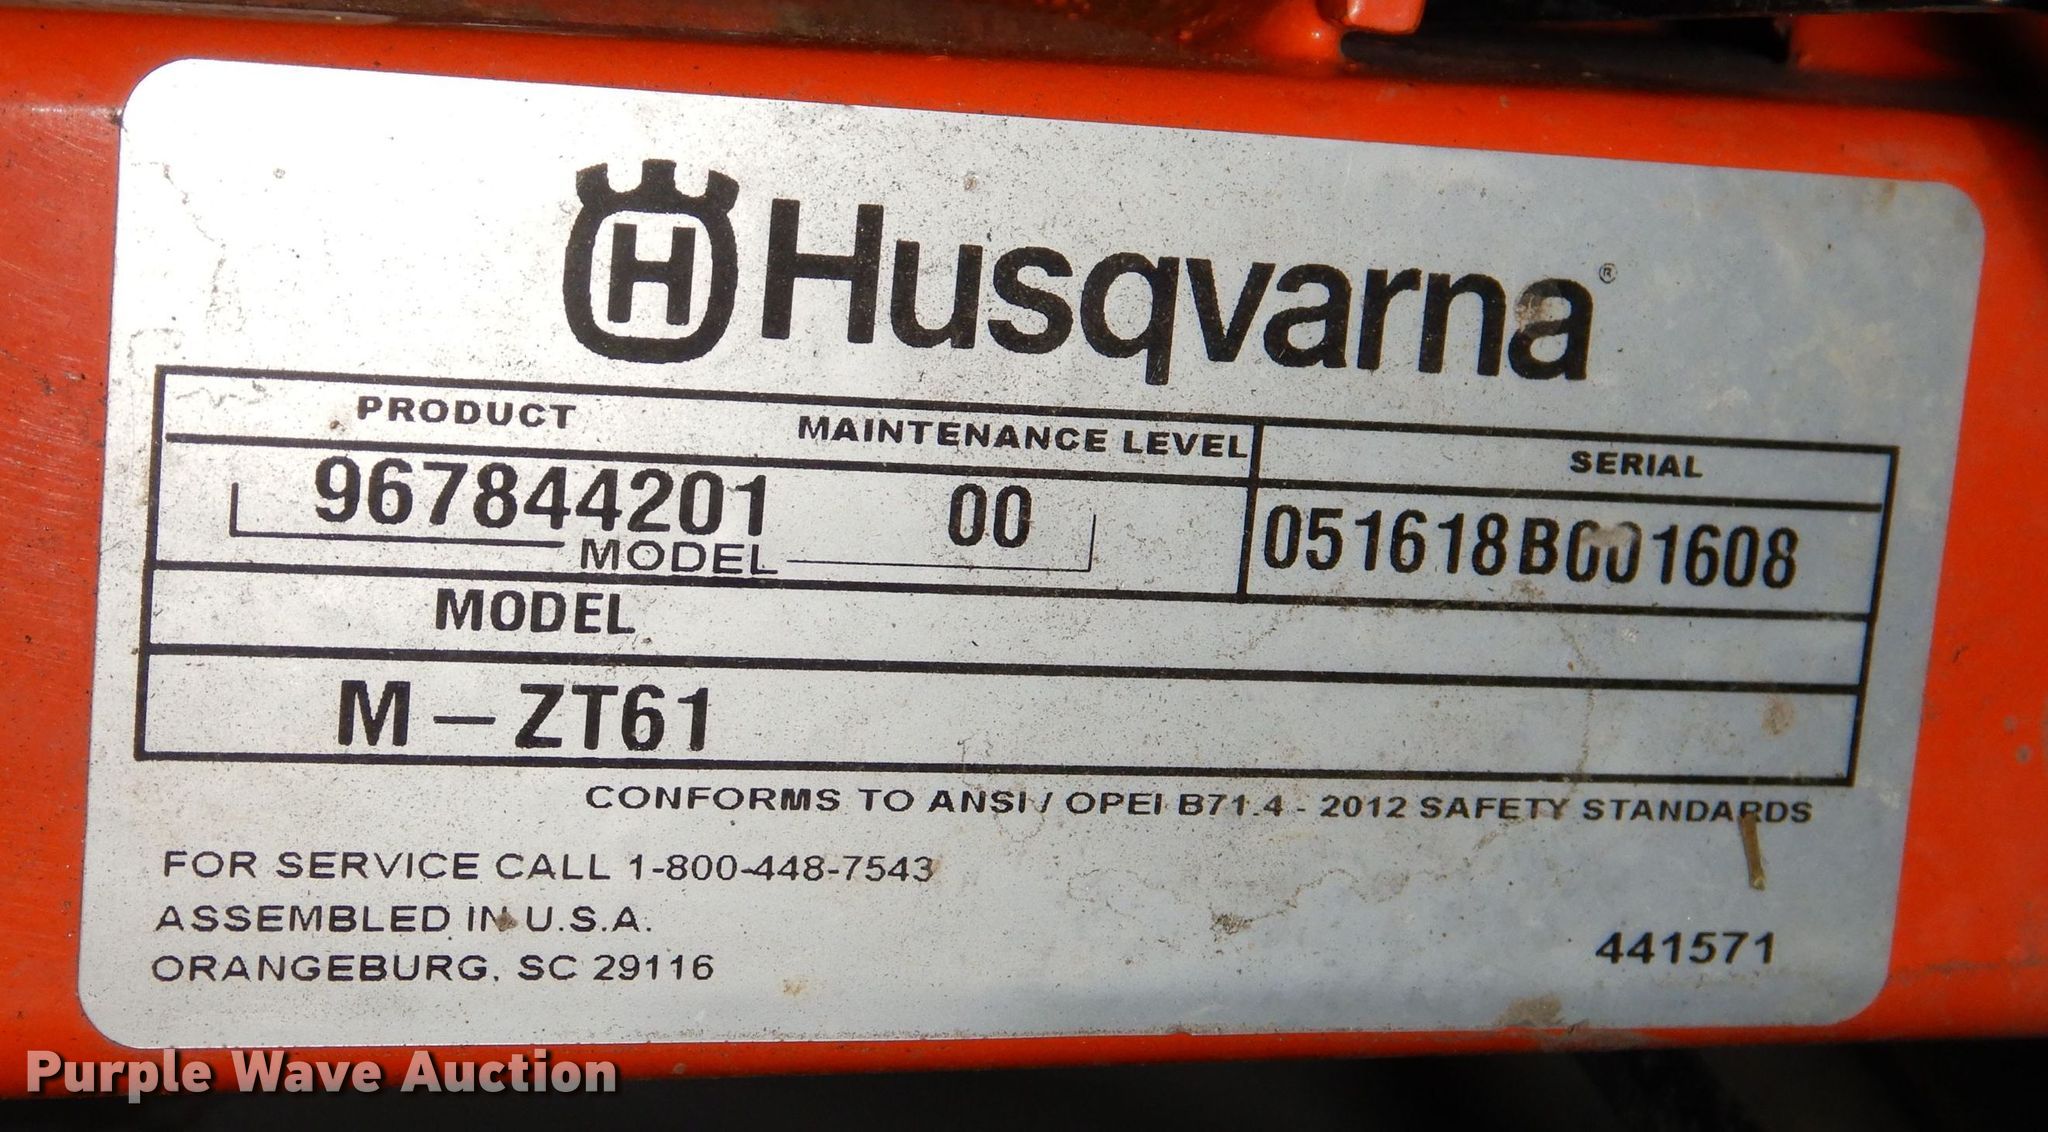 H Husqvarna®
PRODUCT MAINTENANCE LEVEL SERIAL
967844201 00 051618B001608
MODEL
MODEL
M-ZT61
CONFORMS TO ANSI / OPEI B71.4 - 2012 SAFETY STANDARDS
FOR SERVICE CALL 1-800-448-7543
ASSEMBLED IN U.S.A.
ORANGEBURG, SC 29116
441571
Purple Wave Auction